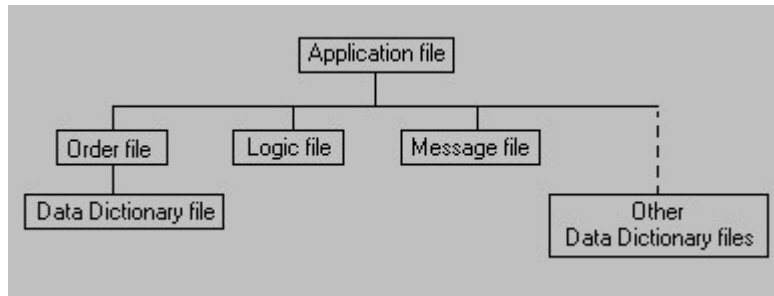 Application file
Order file
Logic file
Message file
Data Dictionary file
Other
Data Dictionary files